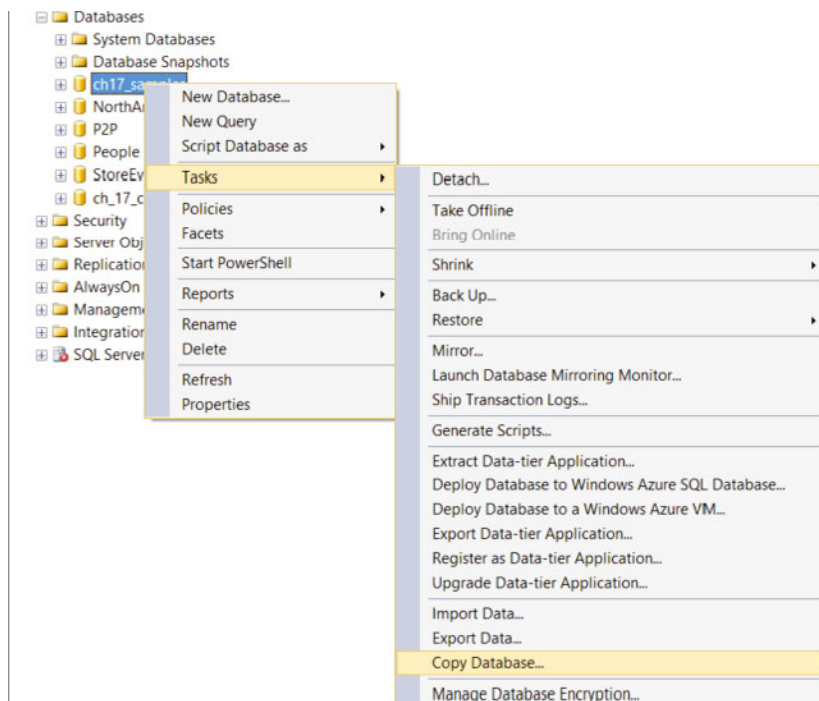 Databases
System Databases
Database Snapshots
ch17_samples
NorthA
P2P
People
StoreEv
ch_17_c
Security
Server Obj
Replication
AlwaysOn
Manageme
Integration
SQL Server
New Database...
New Query
Script Database as
Tasks
Policies
Facets
Start PowerShell
Reports
Rename
Delete
Refresh
Properties
Detach...
Take Offline
Bring Online
Shrink
Back Up...
Restore
Mirror...
Launch Database Mirroring Monitor...
Ship Transaction Logs...
Generate Scripts...
Extract Data-tier Application...
Deploy Database to Windows Azure SQL Database...
Deploy Database to a Windows Azure VM...
Export Data-tier Application...
Register as Data-tier Application...
Upgrade Data-tier Application...
Import Data...
Export Data...
Copy Database...
Manage Database Encryption...